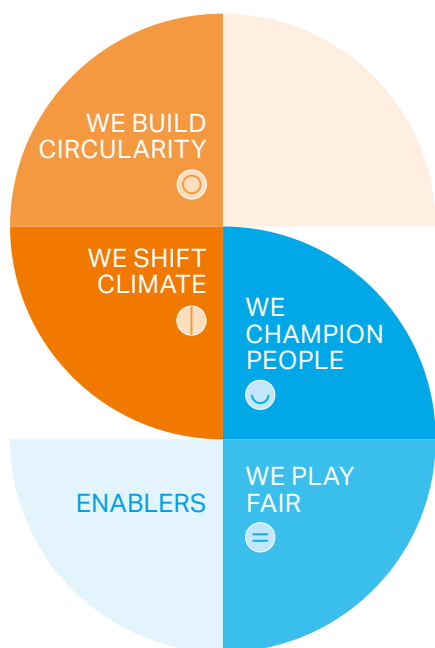 WE BUILD
CIRCULARITY
WE SHIFT
CLIMATE
WE
CHAMPION
PEOPLE
ENABLERS
WE PLAY
FAIR